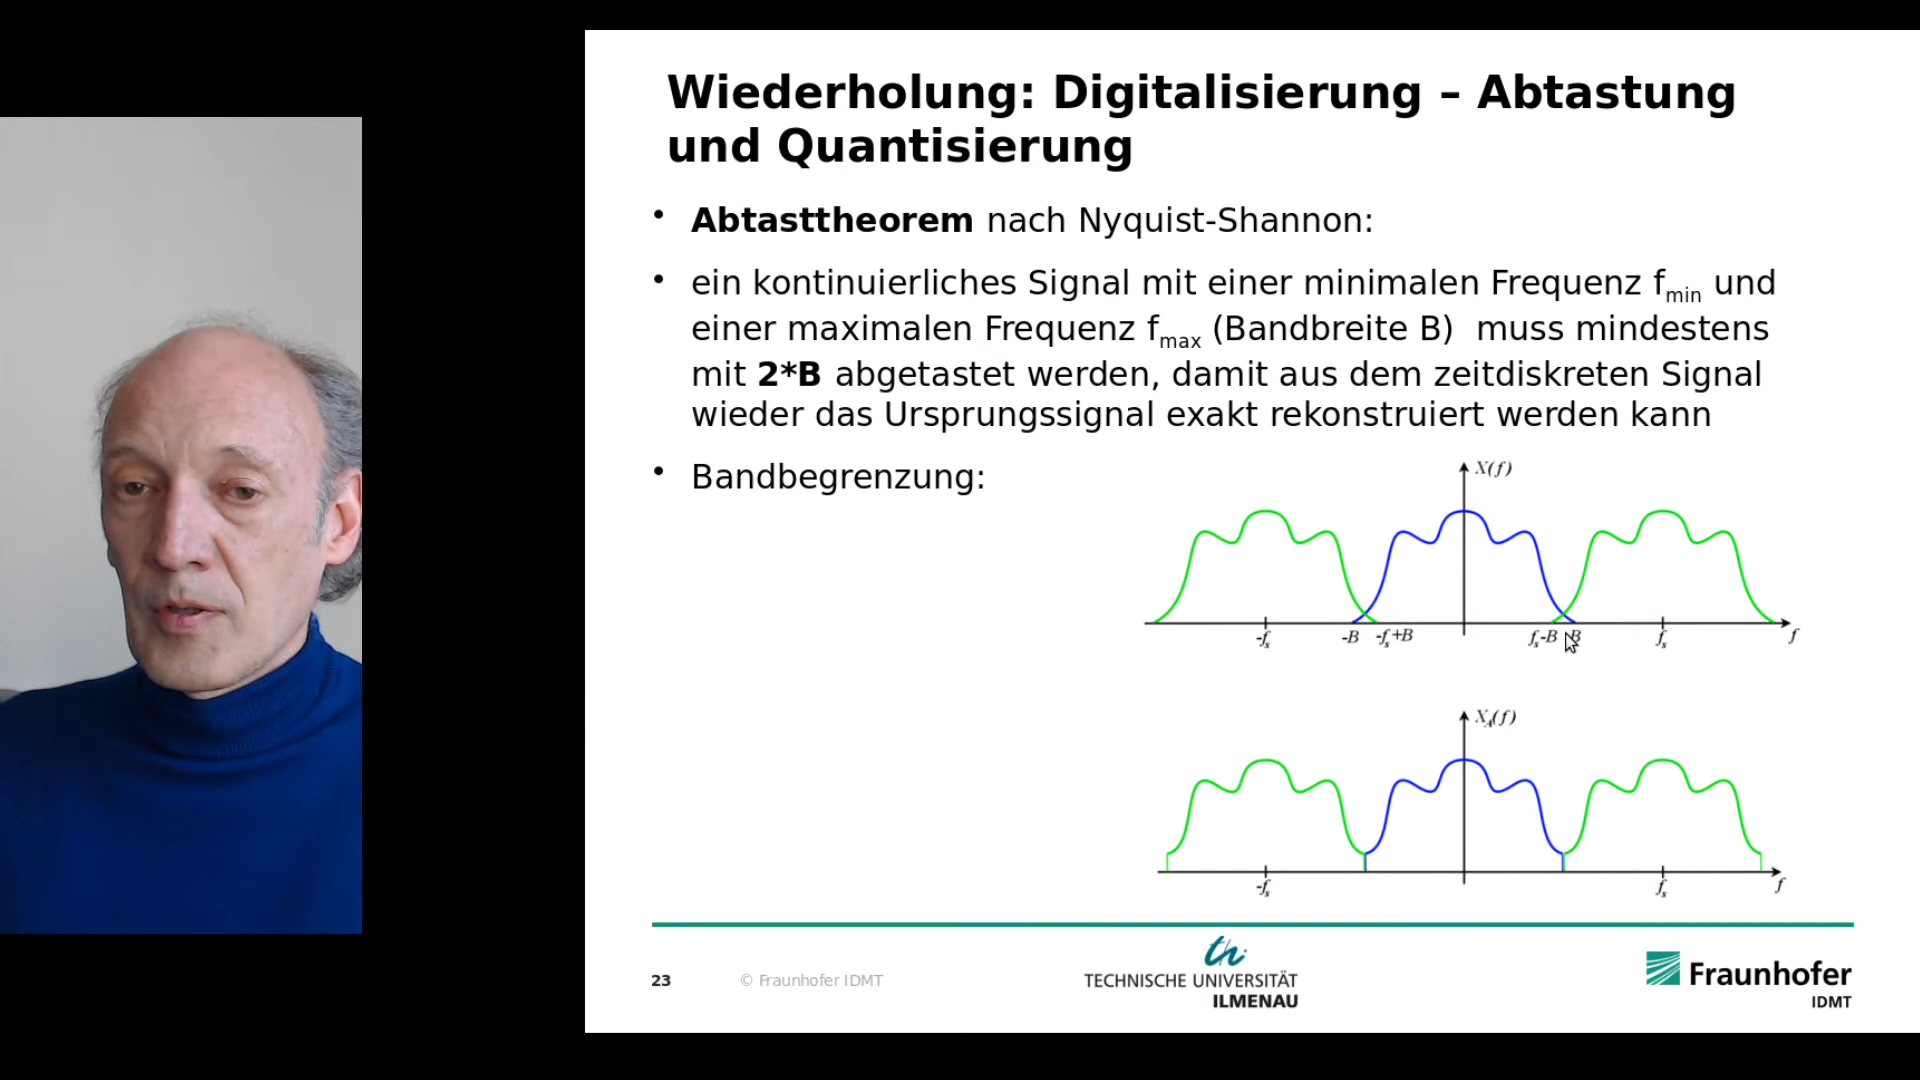 Wiederholung: Digitalisierung – Abtastung
und Quantisierung
• Abtasttheorem nach Nyquist-Shannon:
• ein kontinuierliches Signal mit einer minimalen Frequenz fmin und
einer maximalen Frequenz fmax (Bandbreite B) muss mindestens
mit 2*B abgetastet werden, damit aus dem zeitdiskreten Signal
wieder das Ursprungssignal exakt rekonstruiert werden kann
• Bandbegrenzung:
X(f)
-fs -B -fs+B fs-B B fs f
XA(f)
-fs fs f
23 © Fraunhofer IDMT
th
TECHNISCHE UNIVERSITÄT
ILMENAU
Fraunhofer
IDMT